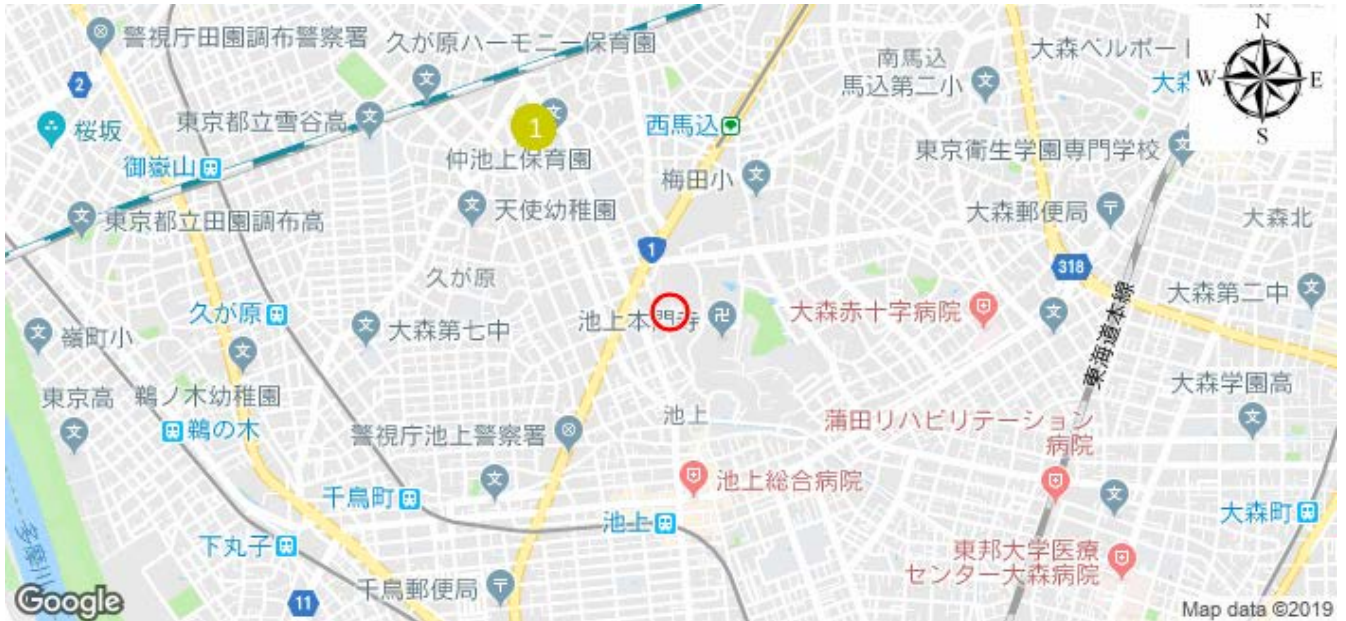 警視庁田園調布警察署
久が原ハーモニー保育園
南馬込
馬込第二小
大森ベルポート
N
W
E
S
2
桜坂
東京都立雪谷高
1
西馬込
御嶽山
仲池上保育園
梅田小
東京衛生学園専門学校
東京都立田園調布高
天使幼稚園
大森郵便局
大森北
1
久が原
318
久が原
大森第七中
池上本門寺
大森赤十字病院
大森第二中
嶺町小
東海道本線
東京高
鵜ノ木幼稚園
池上
大森学園高
鵜の木
警視庁池上警察署
蒲田リハビリテーション
病院
千鳥町
池上総合病院
池上
大森町
下丸子
東邦大学医療
センター大森病院
多摩川
千鳥郵便局
11
Google
Map data ©2019